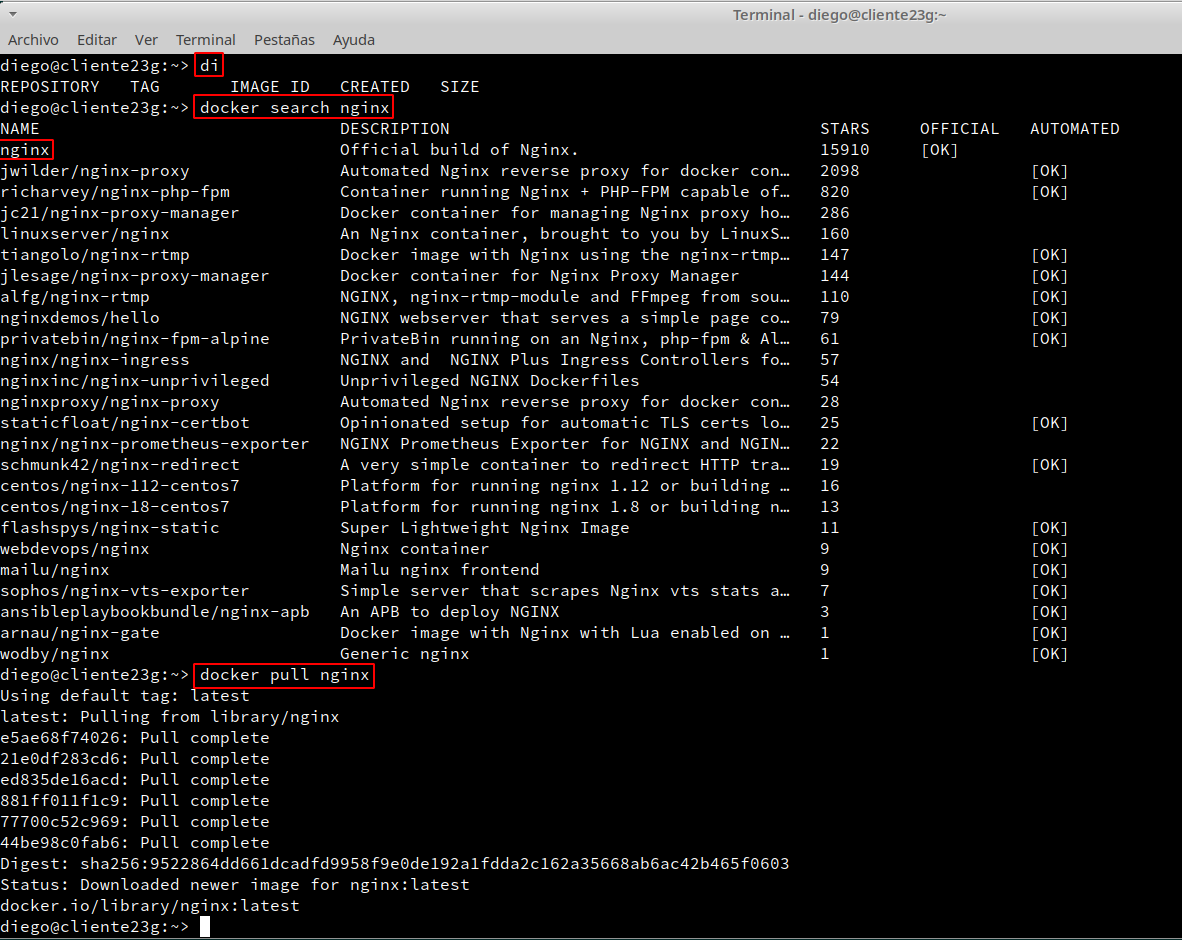 Terminal - diego@cliente23g:~
Archivo Editar Ver Terminal Pestañas Ayuda
diego@cliente23g:~> di
REPOSITORY   TAG       IMAGE ID   CREATED   SIZE
diego@cliente23g:~> docker search nginx
NAME                              DESCRIPTION                                     STARS     OFFICIAL   AUTOMATED
nginx                             Official build of Nginx.                        15910     [OK]
jwilder/nginx-proxy               Automated Nginx reverse proxy for docker con…   2098                 [OK]
richarvey/nginx-php-fpm           Container running Nginx + PHP-FPM capable of…   820                  [OK]
jc21/nginx-proxy-manager          Docker container for managing Nginx proxy ho…   286
linuxserver/nginx                 An Nginx container, brought to you by LinuxS…   160
tiangolo/nginx-rtmp               Docker image with Nginx using the nginx-rtmp…   147                  [OK]
jlesage/nginx-proxy-manager       Docker container for Nginx Proxy Manager        144                  [OK]
alfg/nginx-rtmp                   NGINX, nginx-rtmp-module and FFmpeg from sou…   110                  [OK]
nginxdemos/hello                  NGINX webserver that serves a simple page co…   79                   [OK]
privatebin/nginx-fpm-alpine       PrivateBin running on an Nginx, php-fpm & Al…   61                   [OK]
nginx/nginx-ingress               NGINX and  NGINX Plus Ingress Controllers fo…   57
nginxinc/nginx-unprivileged       Unprivileged NGINX Dockerfiles                  54
nginxproxy/nginx-proxy            Automated Nginx reverse proxy for docker con…   28
staticfloat/nginx-certbot         Opinionated setup for automatic TLS certs lo…   25                   [OK]
nginx/nginx-prometheus-exporter   NGINX Prometheus Exporter for NGINX and NGIN…   22
schmunk42/nginx-redirect          A very simple container to redirect HTTP tra…   19                   [OK]
centos/nginx-112-centos7          Platform for running nginx 1.12 or building …   16
centos/nginx-18-centos7           Platform for running nginx 1.8 or building n…   13
flashspys/nginx-static            Super Lightweight Nginx Image                   11                   [OK]
webdevops/nginx                   Nginx container                                 9                    [OK]
mailu/nginx                       Mailu nginx frontend                            9                    [OK]
sophos/nginx-vts-exporter         Simple server that scrapes Nginx vts stats a…   7                    [OK]
ansibleplaybookbundle/nginx-apb   An APB to deploy NGINX                          3                    [OK]
arnau/nginx-gate                  Docker image with Nginx with Lua enabled on …   1                    [OK]
wodby/nginx                       Generic nginx                                   1                    [OK]
diego@cliente23g:~> docker pull nginx
Using default tag: latest
latest: Pulling from library/nginx
e5ae68f74026: Pull complete
21e0df283cd6: Pull complete
ed835de16acd: Pull complete
881ff011f1c9: Pull complete
77700c52c969: Pull complete
44be98c0fab6: Pull complete
Digest: sha256:9522864dd661dcadfd9958f9e0de192a1fdda2c162a35668ab6ac42b465f0603
Status: Downloaded newer image for nginx:latest
docker.io/library/nginx:latest
diego@cliente23g:~>